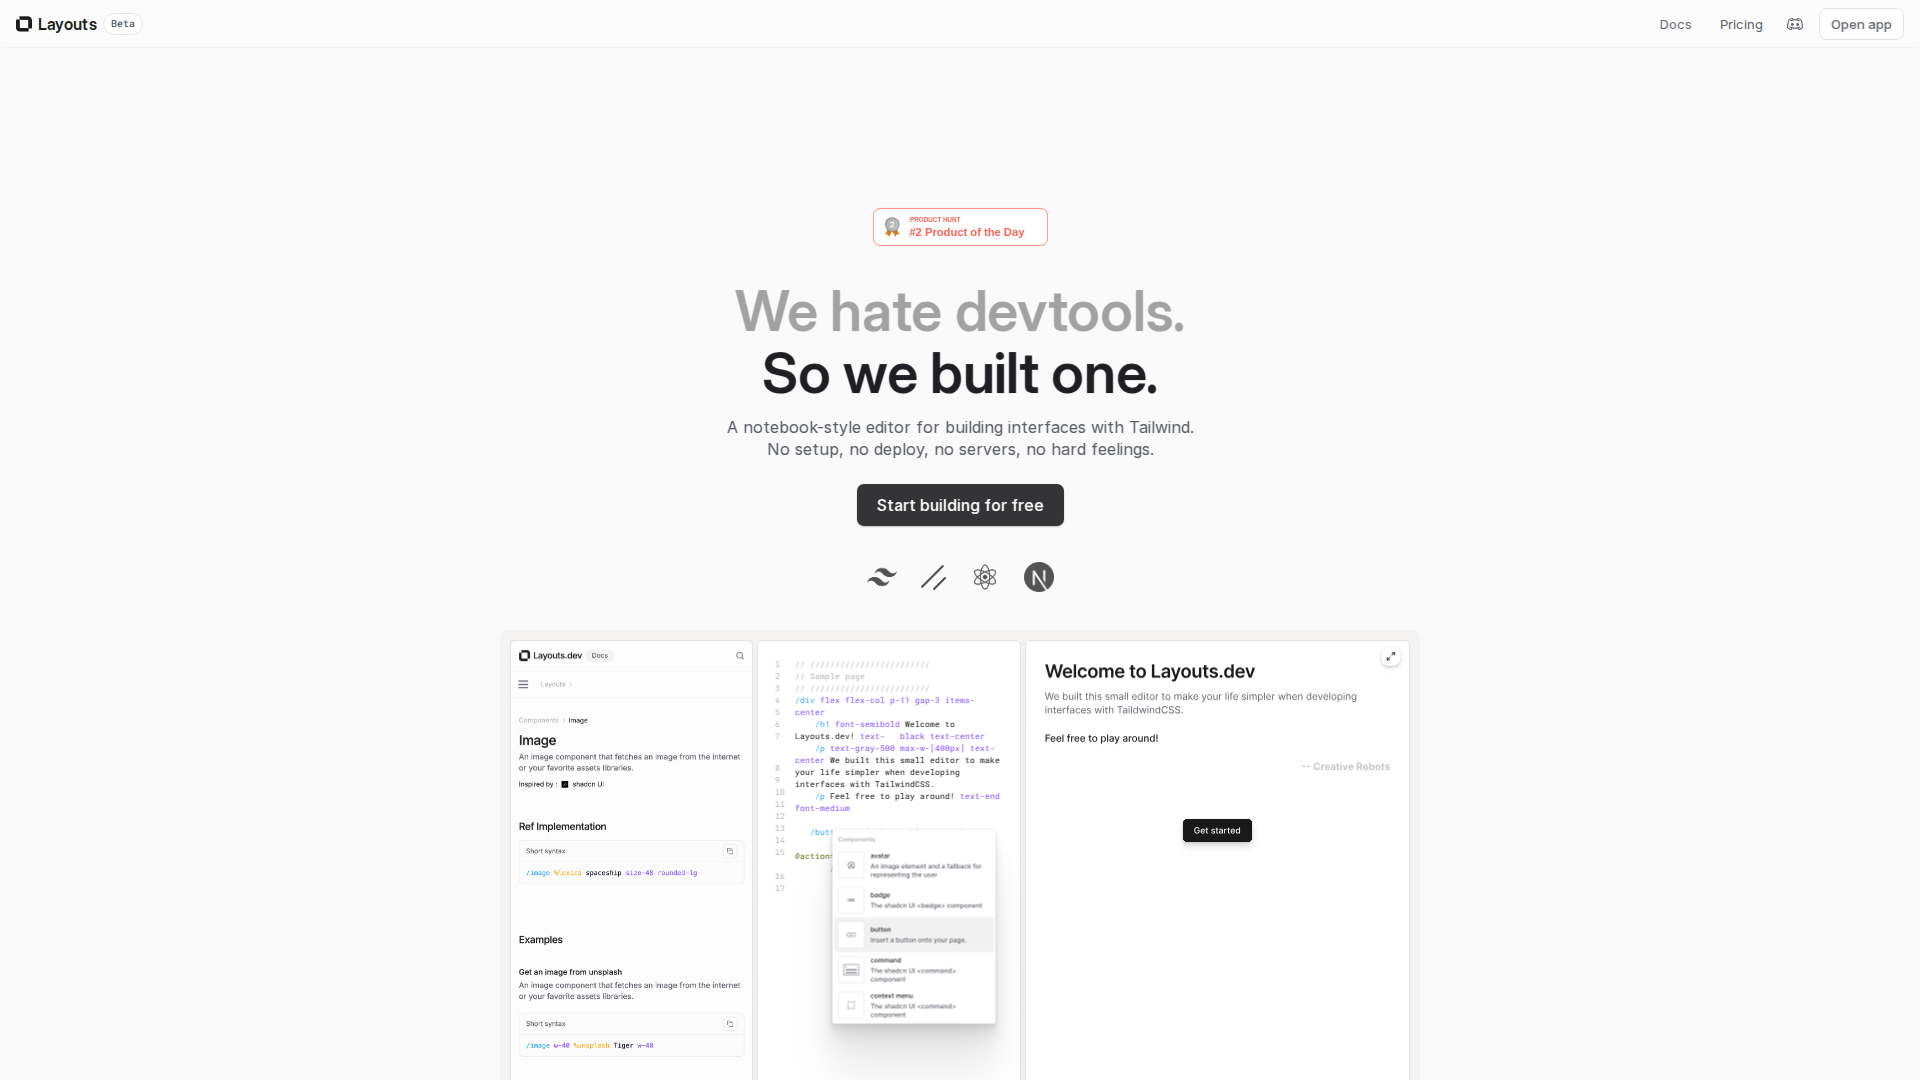 Layouts Beta
Docs Pricing Open app
PRODUCT HUNT
#2 Product of the Day
We hate devtools.
So we built one.
A notebook-style editor for building interfaces with Tailwind.
No setup, no deploy, no servers, no hard feelings.
Start building for free
Layouts.dev Docs
Layouts
Components Image
Image
An image component that fetches an image from the internet
or your favorite assets libraries.
Inspired by : shadcn UI
Ref Implementation
Short syntax
/image %lexica spaceship size-48 rounded-lg
Examples
Get an image from unsplash
An image component that fetches an image from the internet
or your favorite assets libraries.
Short syntax
/image w-40 %unsplash Tiger w-40
1 // ////////////////////////
2 // Sample page
3 // ////////////////////////
4 /div flex flex-col p-11 gap-3 items-
5 center
6 /h1 font-semibold Welcome to
7 Layouts.dev! text- black text-center
/p text-gray-500 max-w-[400px] text-
center We built this small editor to make
8 your life simpler when developing
9 interfaces with TailwindCSS.
10 /p Feel free to play around! text-end
11 font-medium
12
13 /but
14
15 @action=
16
17
Components
avatar
An image element and a fallback for
representing the user
badge
The shadcn UI <badge> component
button
Insert a button onto your page.
command
The shadcn UI <command>
component
context menu
The shadcn UI <command>
component
Welcome to Layouts.dev
We built this small editor to make your life simpler when developing
interfaces with TaildwindCSS.
Feel free to play around!
-- Creative Robots
Get started